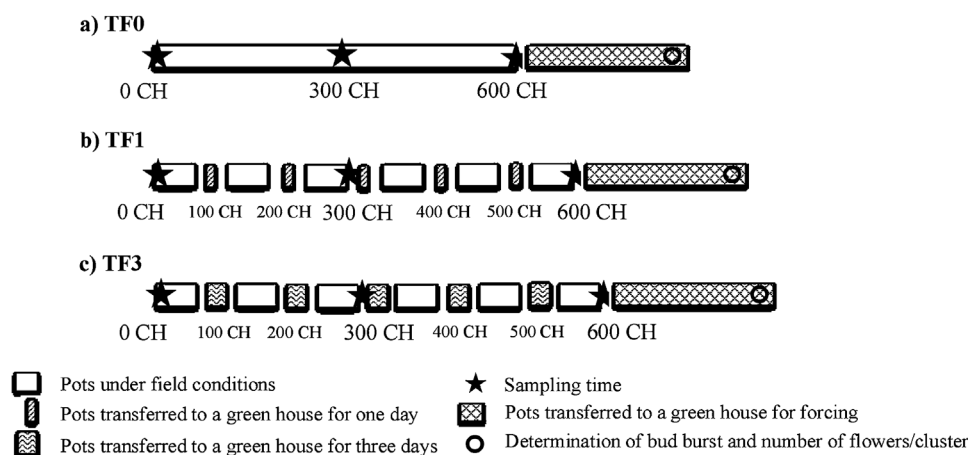 a) TF0
0 CH 300 CH 600 CH
b) TF1
0 CH 100 CH 200 CH 300 CH 400 CH 500 CH 600 CH
c) TF3
0 CH 100 CH 200 CH 300 CH 400 CH 500 CH 600 CH
Pots under field conditions
Pots transferred to a green house for one day
Pots transferred to a green house for three days
Sampling time
Pots transferred to a green house for forcing
Determination of bud burst and number of flowers/cluster